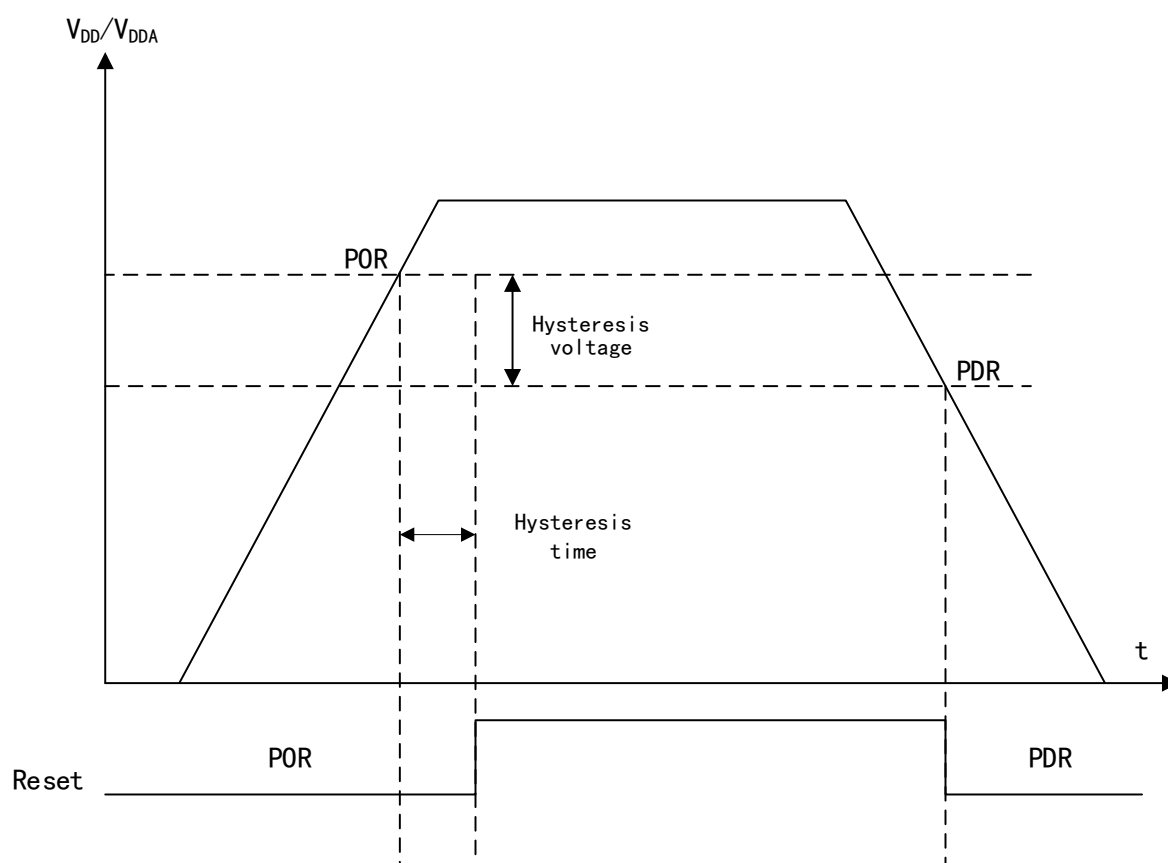 VDD/VDDA
POR
Hysteresis
voltage
PDR
Hysteresis
time
t
POR
PDR
Reset